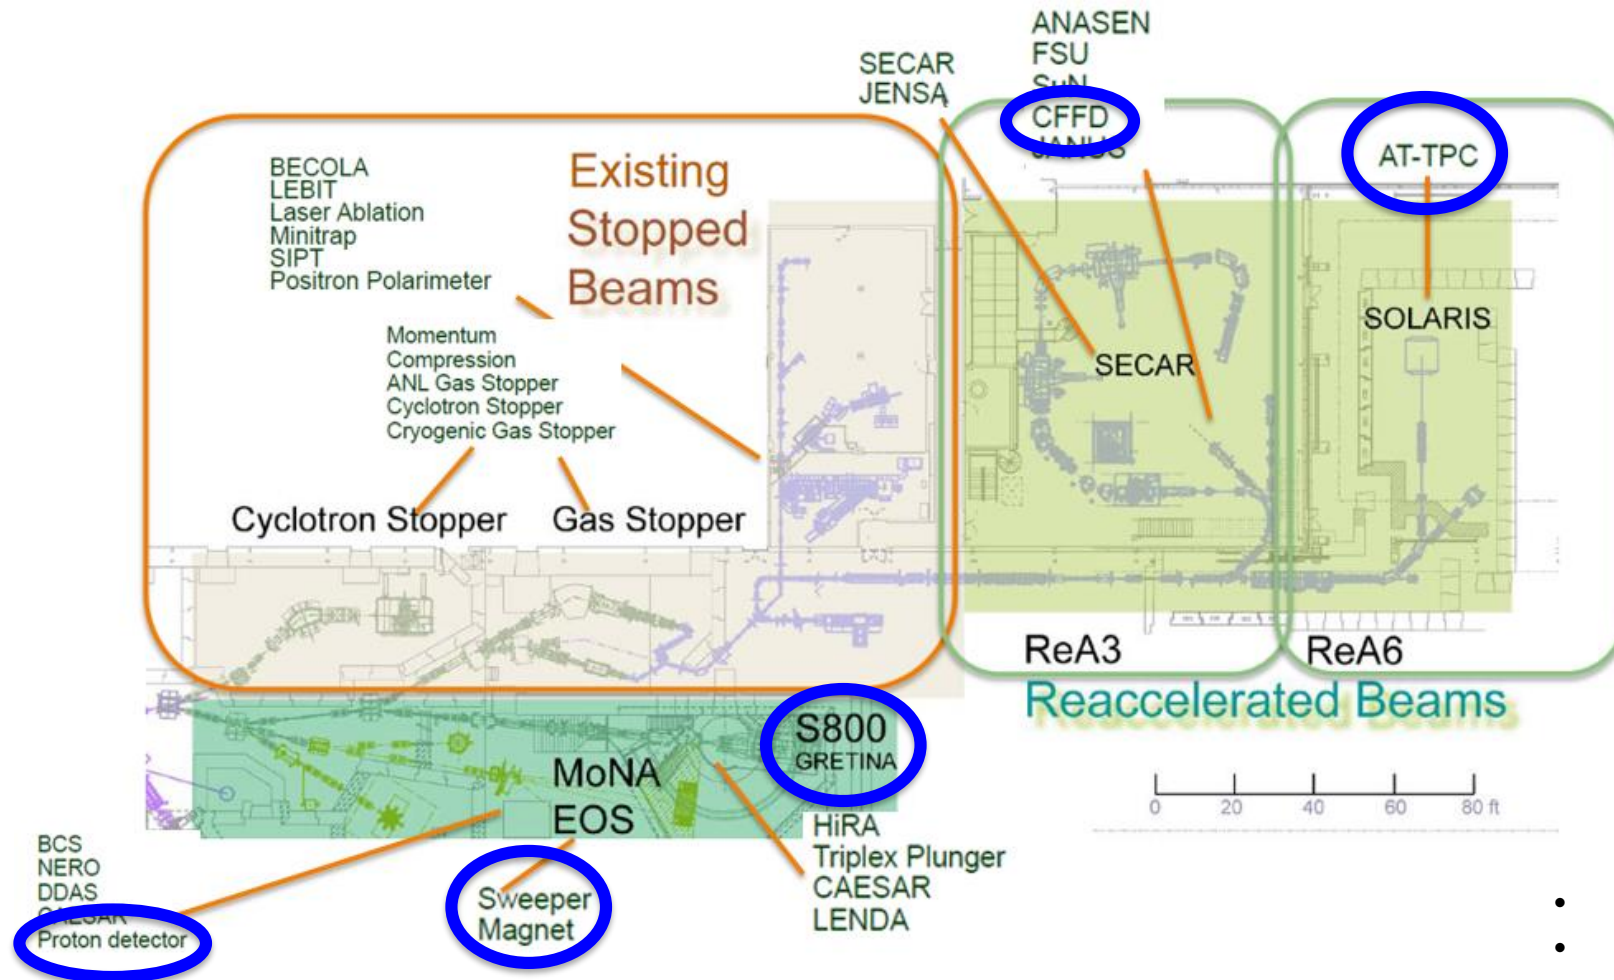 ANASEN
FSU
SuN
CFFD
JANUS
SECAR
JENSA
AT-TPC
BECOLA
LEBIT
Laser Ablation
Minitrap
SIPT
Positron Polarimeter
Existing
Stopped
Beams
Momentum
Compression
ANL Gas Stopper
Cyclotron Stopper
Cryogenic Gas Stopper
SECAR
SOLARIS
Cyclotron Stopper
Gas Stopper
ReA3
ReA6
Reaccelerated Beams
S800
GRETINA
MoNA
EOS
0 20 40 60 80 ft
HiRA
Triplex Plunger
CAESAR
LENDA
BCS
NERO
DDAS
CAESAR
Proton detector
Sweeper
Magnet